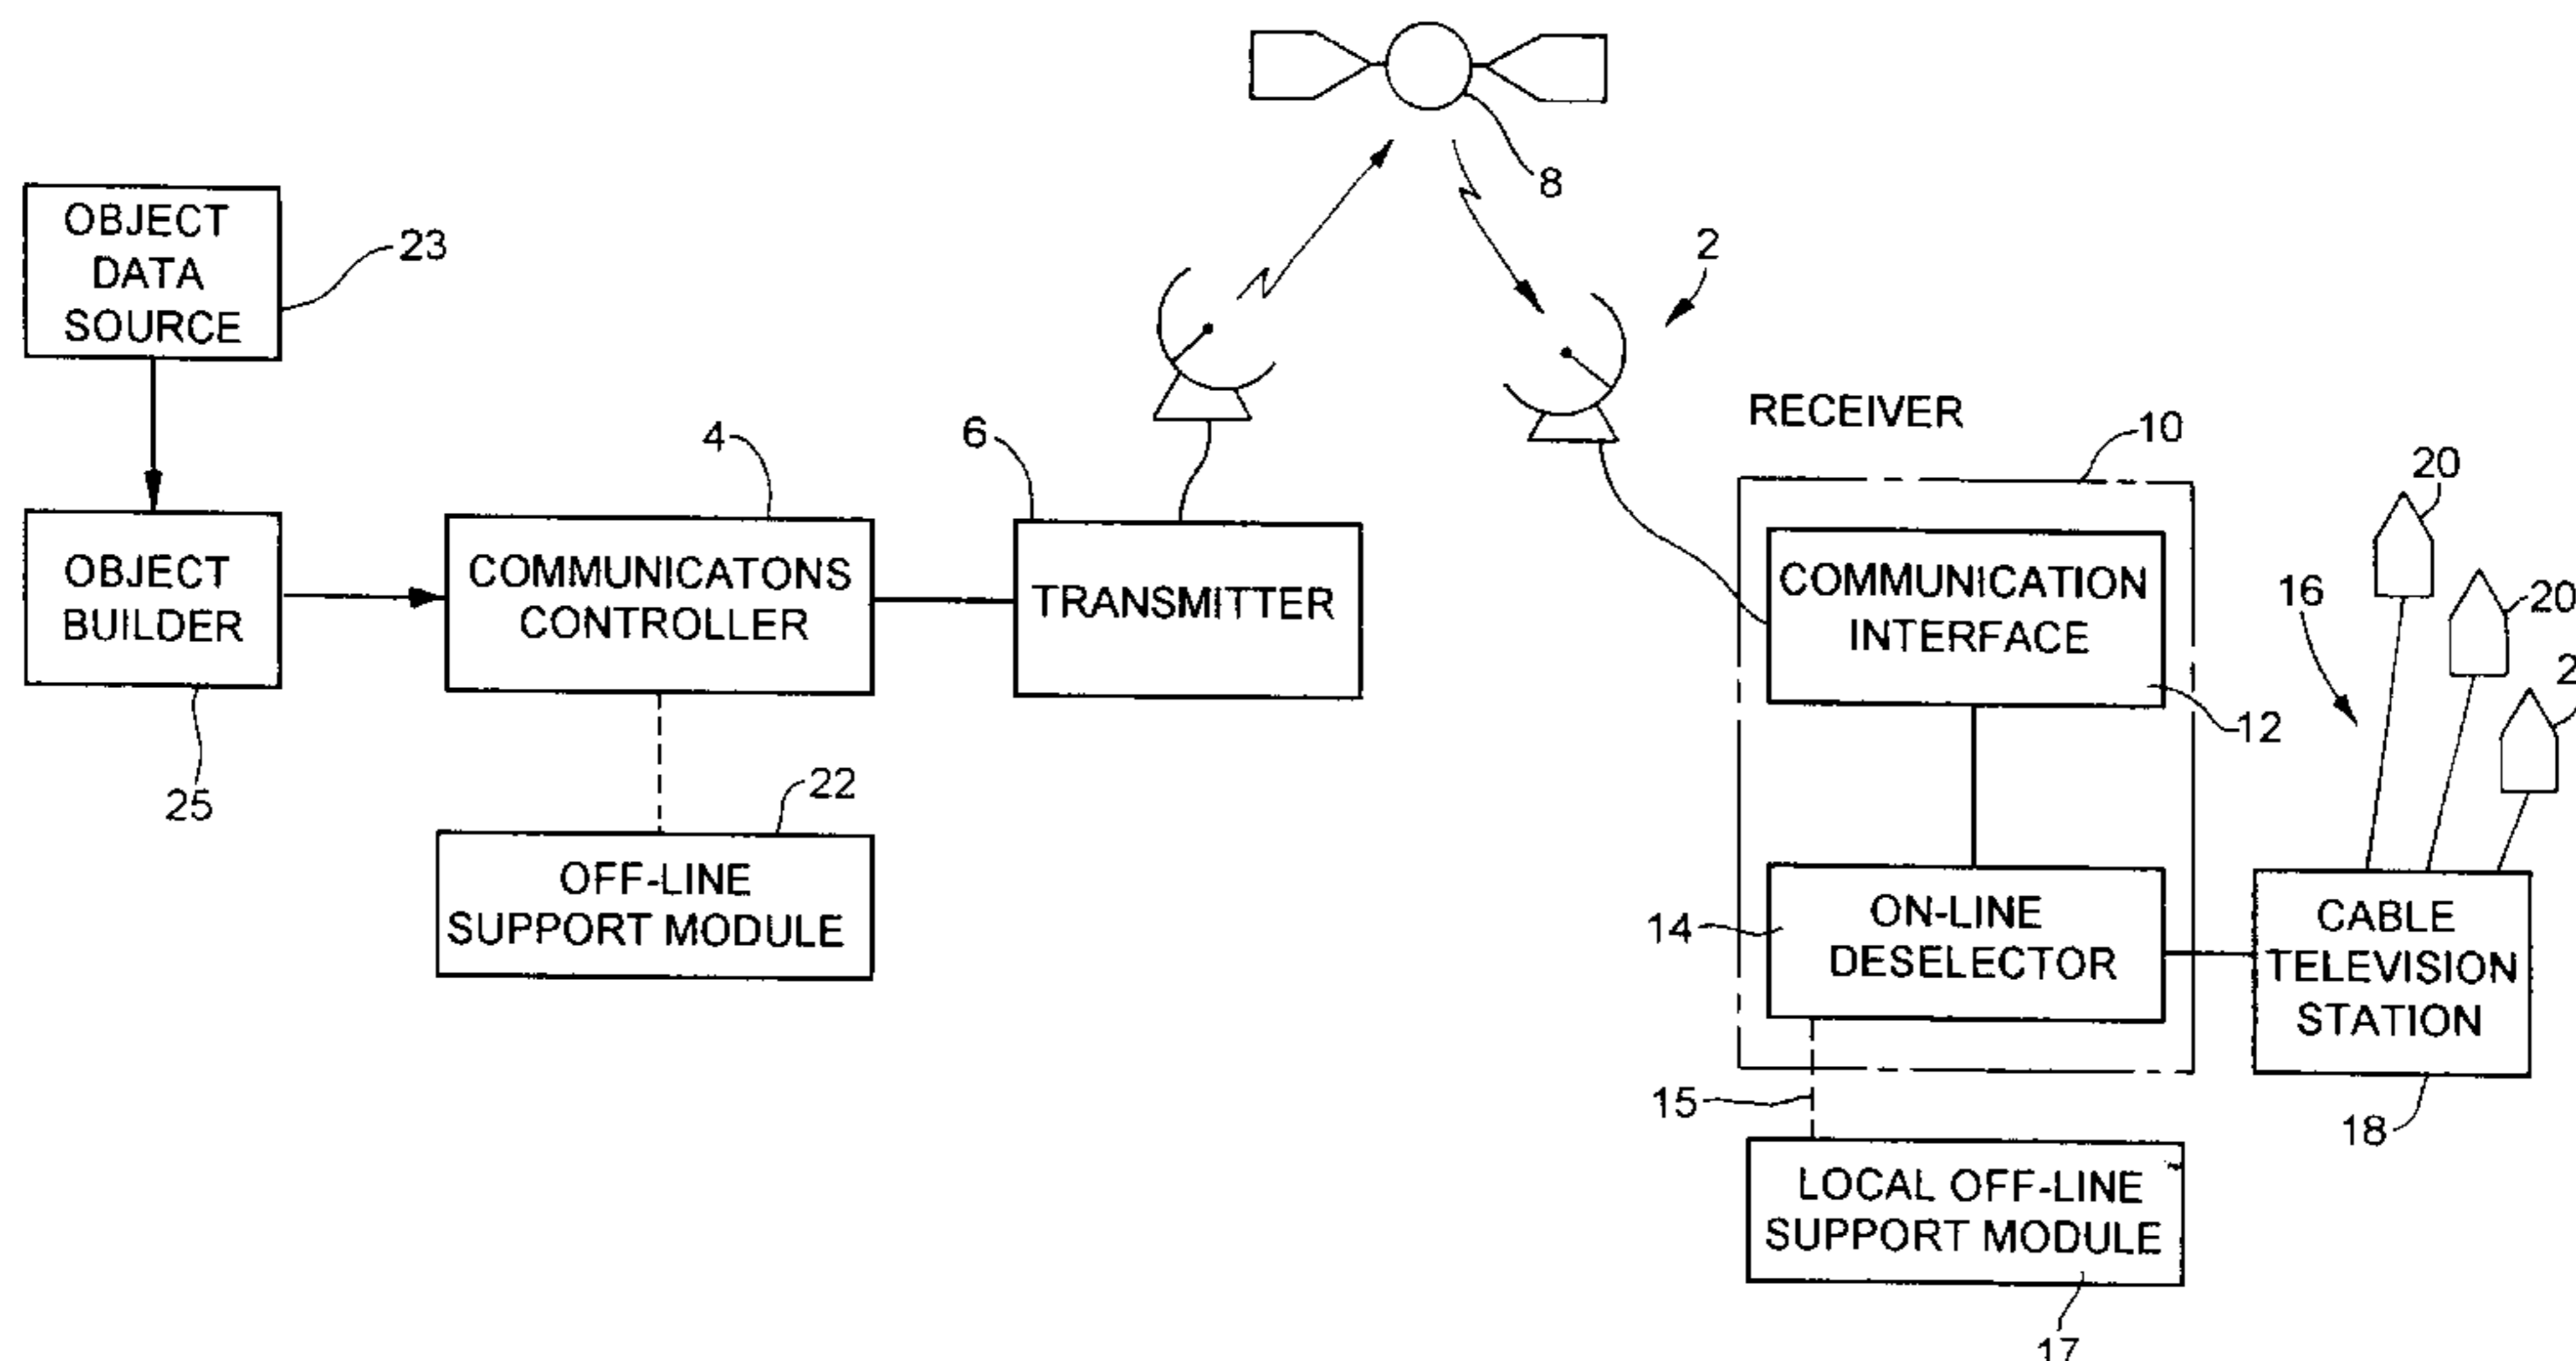 8
2
OBJECT
DATA
SOURCE
23
RECEIVER
10
4
6
20
OBJECT
BUILDER
COMMUNICATONS
CONTROLLER
TRANSMITTER
COMMUNICATION
INTERFACE
16
20
12
25
22
OFF-LINE
SUPPORT MODULE
14
ON-LINE
DESELECTOR
CABLE
TELEVISION
STATION
15
18
LOCAL OFF-LINE
SUPPORT MODULE
17